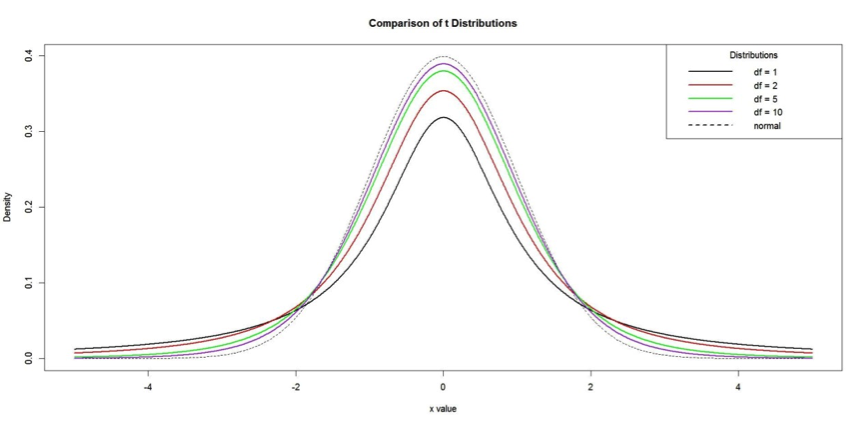 Comparison of t Distributions
Distributions
df = 1
df = 2
df = 5
df = 10
normal
Density
0.4
0.3
0.2
0.1
0.0
-4 -2 0 2 4
x value